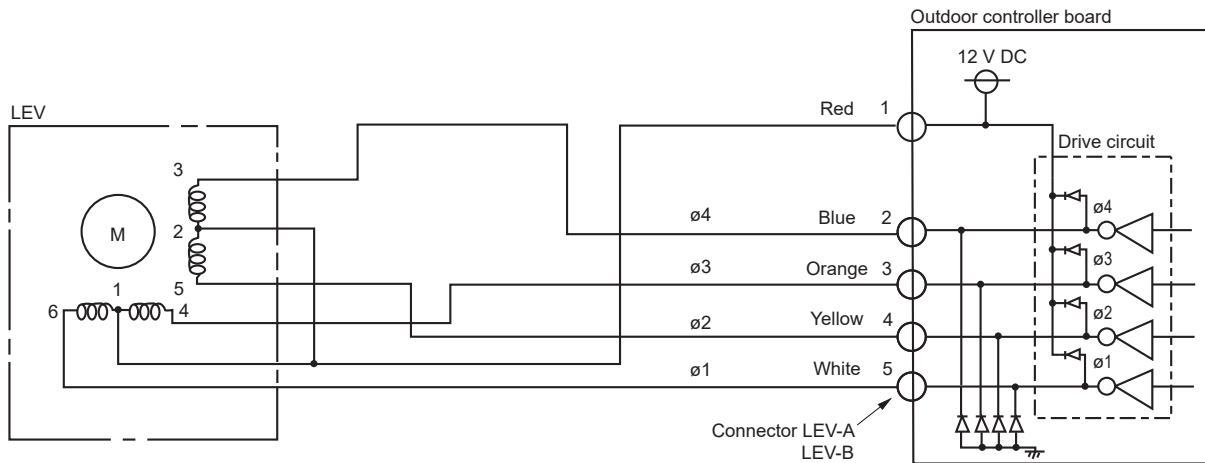 Outdoor controller board
12 V DC
LEV
Red 1
Drive circuit
3
ø4 Blue 2 ø4
M 2
ø3 Orange 3 ø3
1 5
6 4
ø2 Yellow 4 ø2
ø1 White 5 ø1
Connector LEV-A
LEV-B